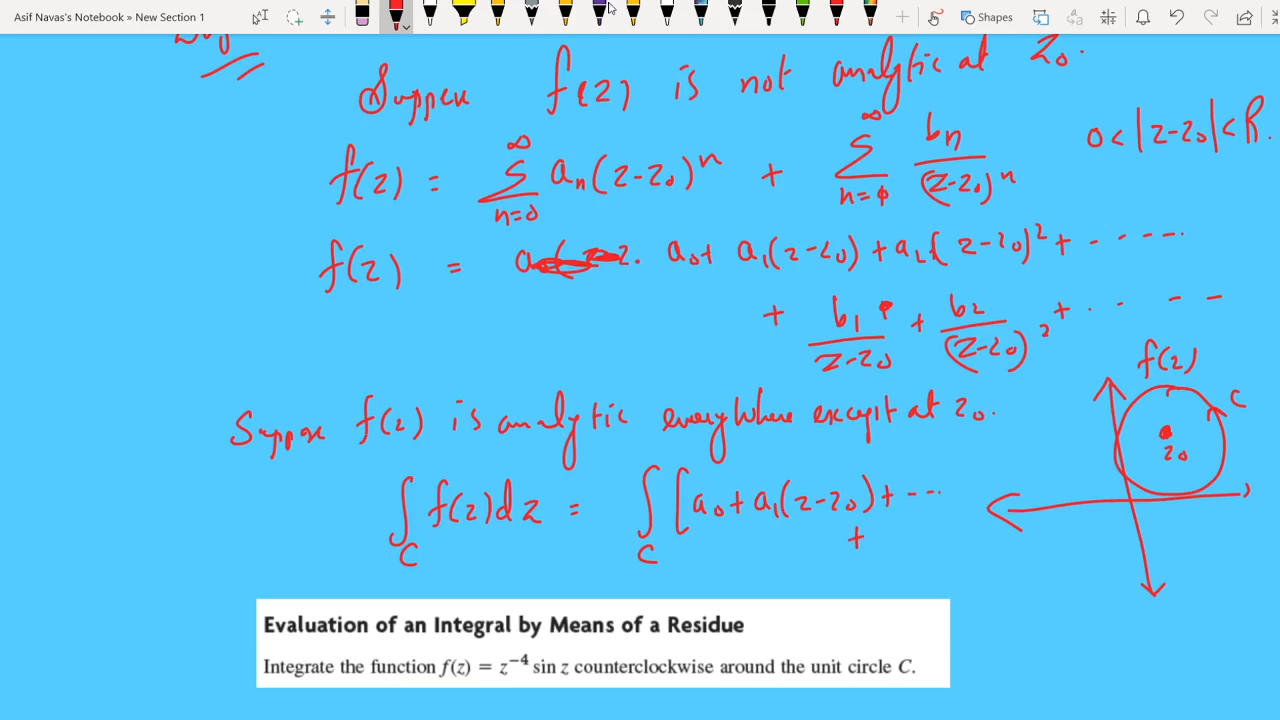 Asif Navas's Notebook » New Section 1
Shapes
Suppose f(z) is not analytic at z₀.
f(z) = ∞ Σ n=0 aₙ(z-z₀)ⁿ + ∞ Σ n=1 bₙ/(z-z₀)ⁿ 0<|z-z₀|<R.
f(z) = a₀+ a₁(z-z₀) + a₂(z-z₀)² + ........
+ b₁/z-z₀ + b₂/(z-z₀)² + . . - -
f(z)
C
z₀
Suppose f(z) is analytic everywhere except at z₀.
∫_C f(z)dz = ∫_C [a₀+a₁(z-z₀)+ ---
+
Evaluation of an Integral by Means of a Residue
Integrate the function f(z) = z⁻⁴ sin z counterclockwise around the unit circle C.